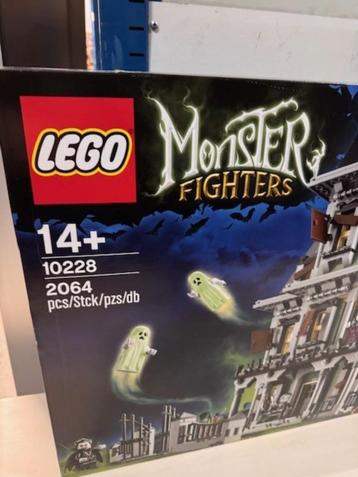 LEGO
MONSTER
FIGHTERS
14+
10228
2064
pcs/Stck/pzs/db